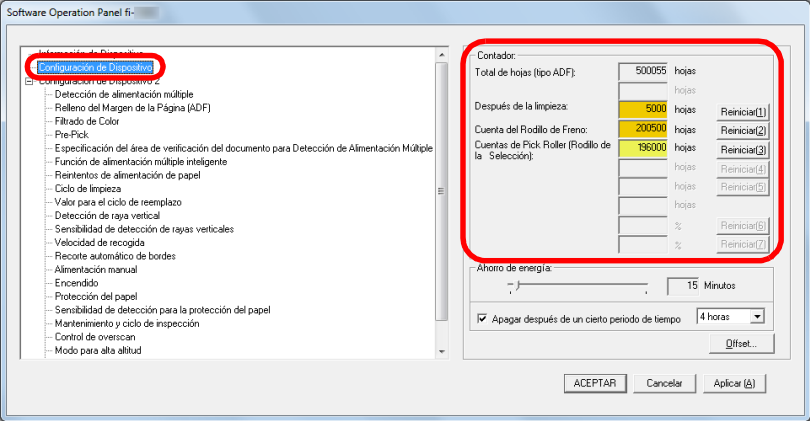 Software Operation Panel fi-
Información de Dispositivo
Configuración de Dispositivo
Configuración de Dispositivo 2
Detección de alimentación múltiple
Relleno del Margen de la Página (ADF)
Filtrado de Color
Pre-Pick
Especificación del área de verificación del documento para Detección de Alimentación Múltiple
Función de alimentación múltiple inteligente
Reintentos de alimentación de papel
Ciclo de limpieza
Valor para el ciclo de reemplazo
Detección de raya vertical
Sensibilidad de detección de rayas verticales
Velocidad de recogida
Recorte automático de bordes
Alimentación manual
Encendido
Protección del papel
Sensibilidad de detección para la protección del papel
Mantenimiento y ciclo de inspección
Control de overscan
Modo para alta altitud
Contador:
Total de hojas (tipo ADF): 500055 hojas
hojas
Después de la limpieza: 5000 hojas Reiniciar(1)
Cuenta del Rodillo de Freno: 200500 hojas Reiniciar(2)
Cuentas de Pick Roller (Rodillo de 196000 hojas Reiniciar(3)
la Selección):
hojas Reiniciar(4)
hojas Reiniciar(5)
hojas
% Reiniciar(6)
% Reiniciar(7)
Ahorro de energía:
15 Minutos
Apagar después de un cierto periodo de tiempo 4 horas
Offset...
ACEPTAR Cancelar Aplicar (A)